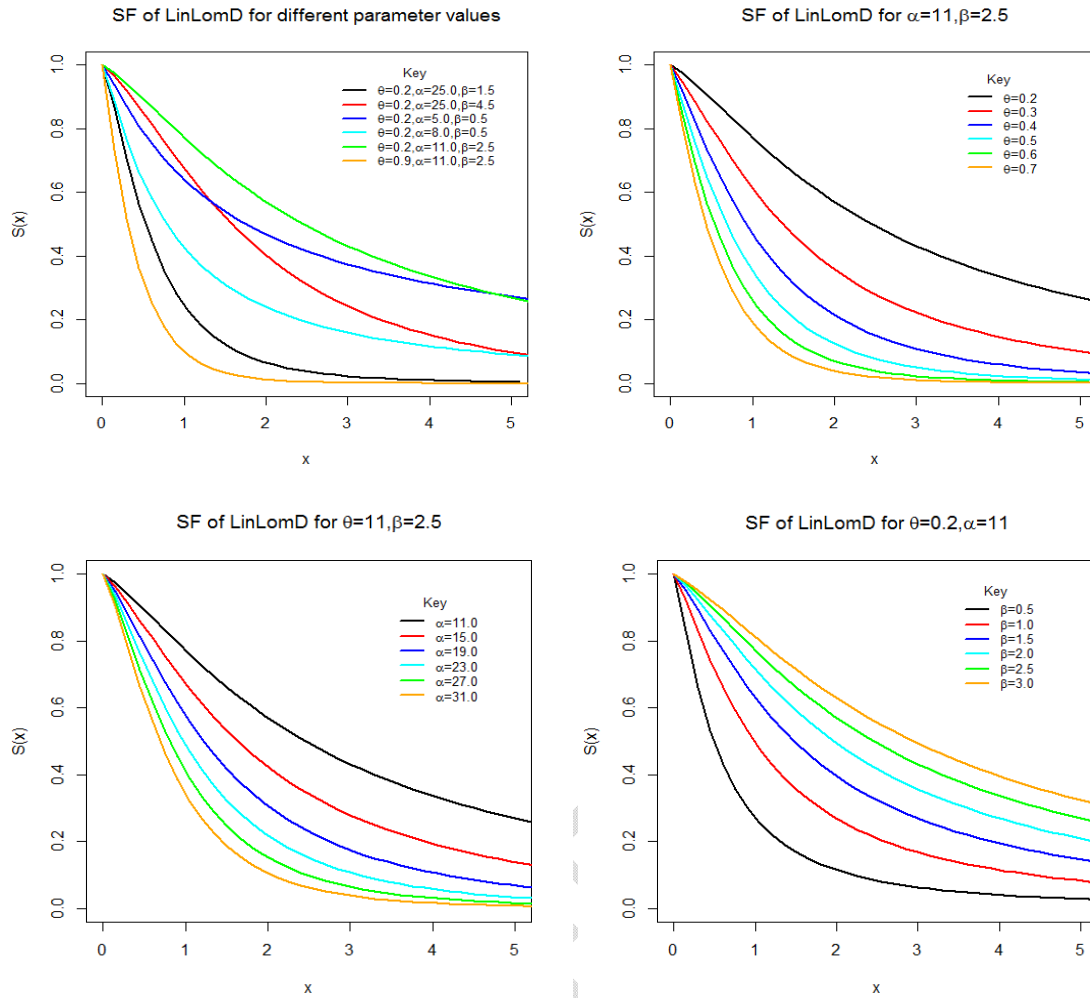 SF of LinLomD for different parameter values
Key
θ=0.2,α=25.0,β=1.5
θ=0.2,α=25.0,β=4.5
θ=0.2,α=5.0,β=0.5
θ=0.2,α=8.0,β=0.5
θ=0.2,α=11.0,β=2.5
θ=0.9,α=11.0,β=2.5
S(x)
1.0
0.8
0.6
0.4
0.2
0.0
0 1 2 3 4 5
x
SF of LinLomD for α=11,β=2.5
Key
θ=0.2
θ=0.3
θ=0.4
θ=0.5
θ=0.6
θ=0.7
S(x)
1.0
0.8
0.6
0.4
0.2
0.0
0 1 2 3 4 5
x
SF of LinLomD for θ=11,β=2.5
Key
α=11.0
α=15.0
α=19.0
α=23.0
α=27.0
α=31.0
S(x)
1.0
0.8
0.6
0.4
0.2
0.0
0 1 2 3 4 5
x
SF of LinLomD for θ=0.2,α=11
Key
β=0.5
β=1.0
β=1.5
β=2.0
β=2.5
β=3.0
S(x)
1.0
0.8
0.6
0.4
0.2
0.0
0 1 2 3 4 5
x